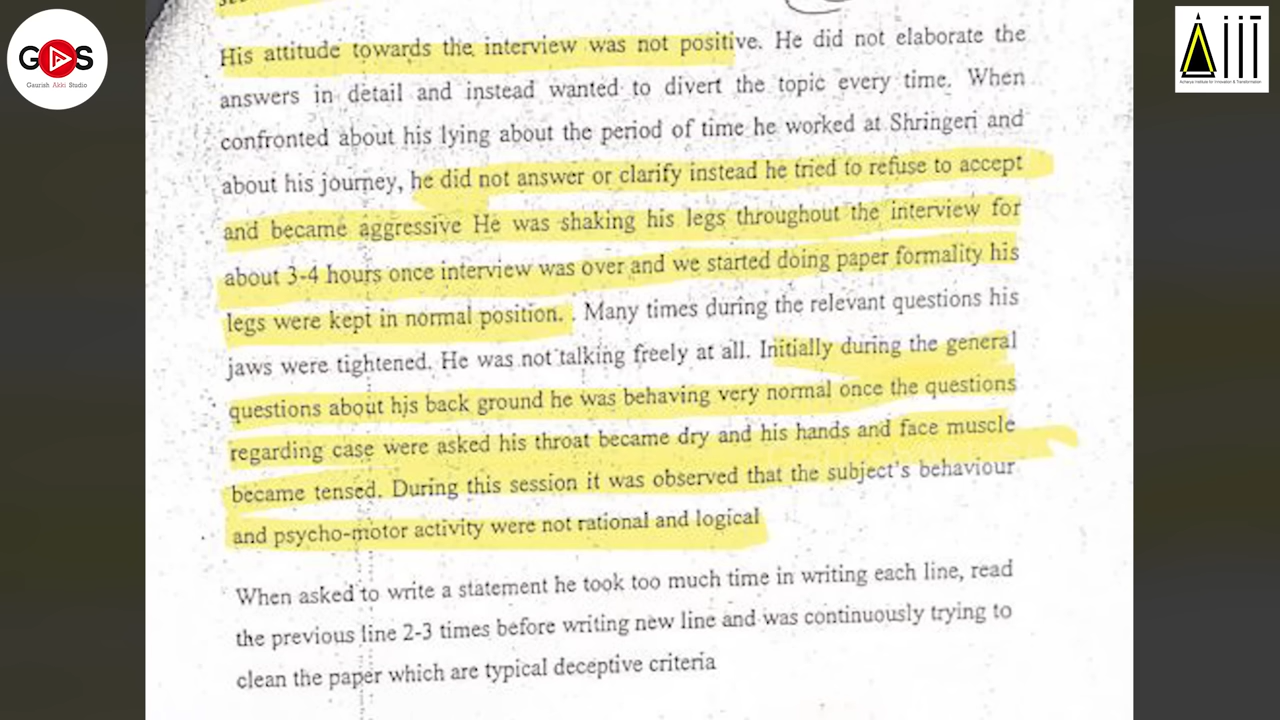 GAS
Gaurish Akki Studio
AIIT
Acharya Institute for Innovation & Transformation
His attitude towards the interview was not positive. He did not elaborate the
answers in detail and instead wanted to divert the topic every time. When
confronted about his lying about the period of time he worked at Shringeri and
about his journey, he did not answer or clarify instead he tried to refuse to accept
and became aggressive He was shaking his legs throughout the interview for
about 3-4 hours once interview was over and we started doing paper formality his
legs were kept in normal position. . Many times during the relevant questions his
jaws were tightened. He was not talking freely at all. Initially during the general
questions about his back ground he was behaving very normal once the questions
regarding case were asked his throat became dry and his hands and face muscle
became tensed. During this session it was observed that the subject's behaviour
and psycho-motor activity were not rational and logical
When asked to write a statement he took too much time in writing each line, read
the previous line 2-3 times before writing new line and was continuously trying to
clean the paper which are typical deceptive criteria